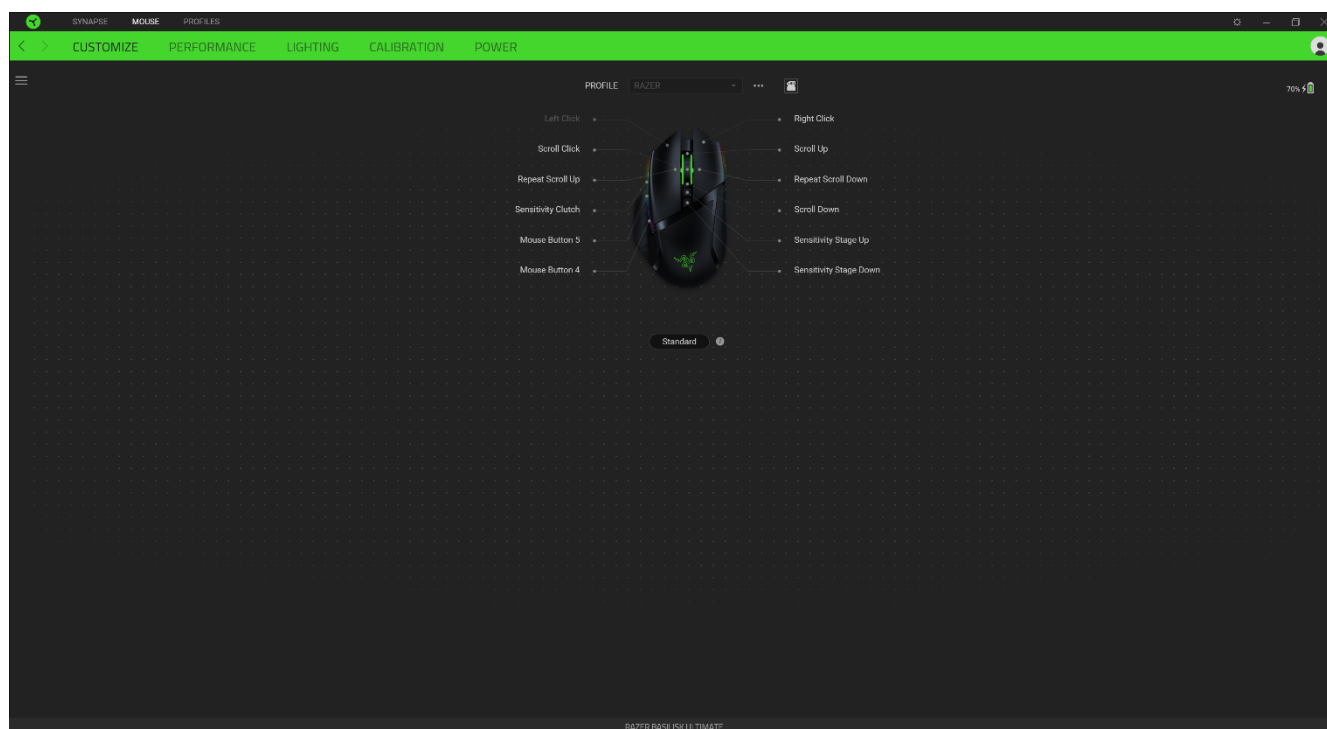 SYNAPSE MOUSE PROFILES
CUSTOMIZE PERFORMANCE LIGHTING CALIBRATION POWER
PROFILE RAZER
70%
Left Click Right Click
Scroll Click Scroll Up
Repeat Scroll Up Repeat Scroll Down
Sensitivity Clutch Scroll Down
Mouse Button 5 Sensitivity Stage Up
Mouse Button 4 Sensitivity Stage Down
Standard
RAZER BASILISK ULTIMATE